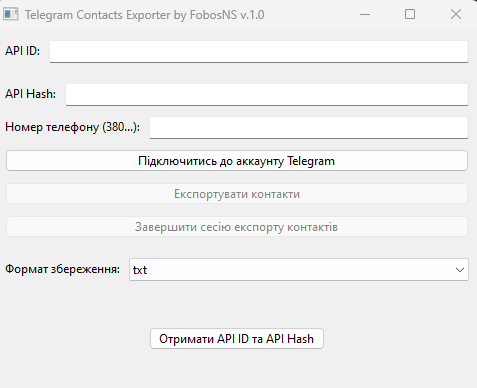 Telegram Contacts Exporter by FobosNS v.1.0
API ID:
API Hash:
Номер телефону (380...):
Підключитись до аккаунту Telegram
Експортувати контакти
Завершити сесію експорту контактів
Формат збереження: txt
Отримати API ID та API Hash